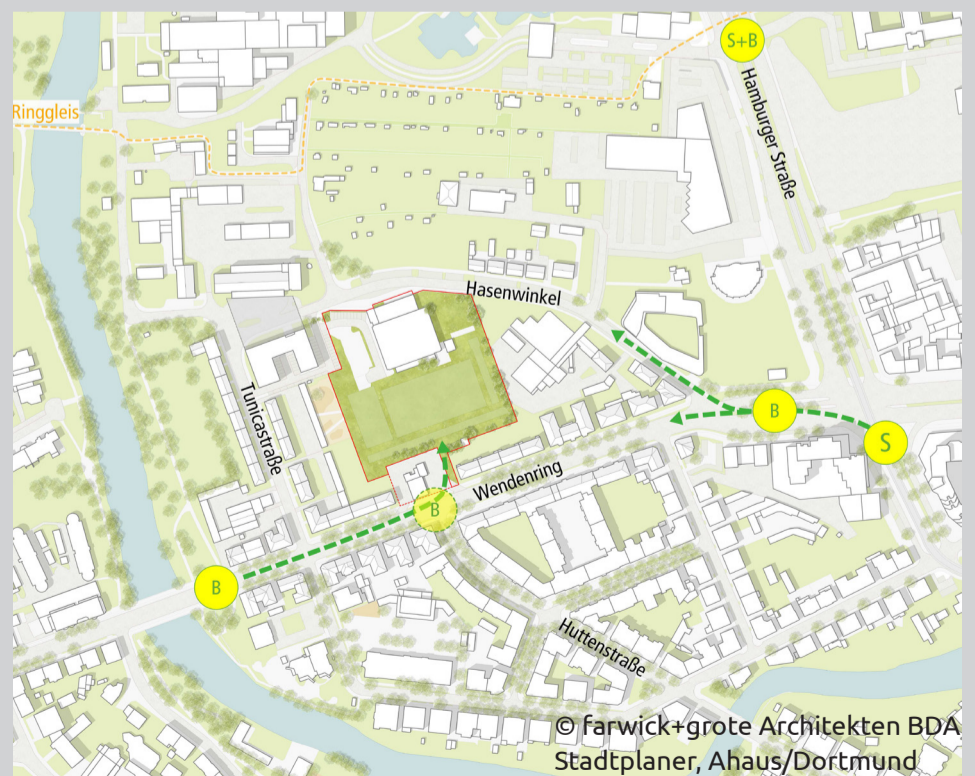 S+B
Hamburger Straße
Ringgleis
Hasenwinkel
Tunicastraße
B
S
Wendenring
B
B
Huttenstraße
© farwick+grote Architekten BDA
Stadtplaner, Ahaus/Dortmund